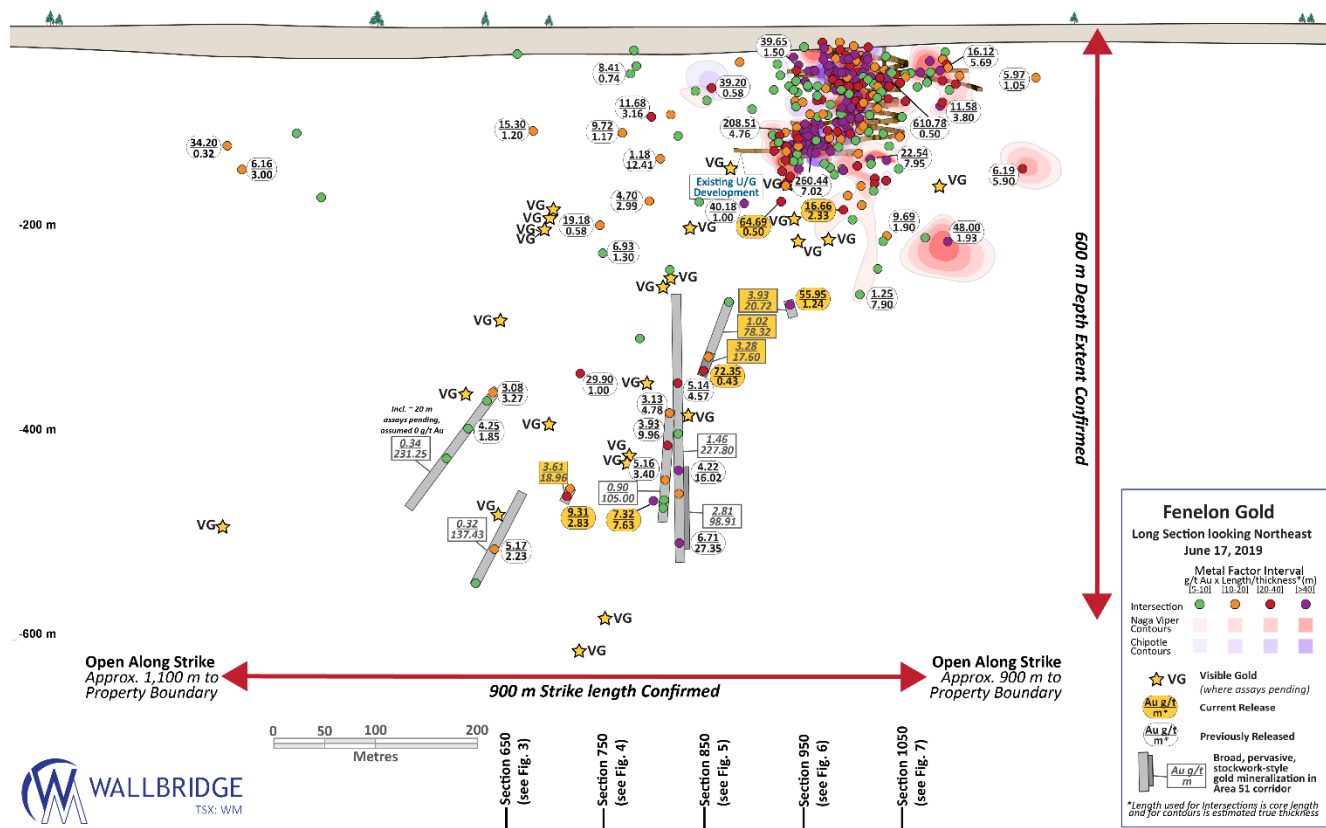 39.65
1.50
16.12
5.69
8.41
0.74
39.20
0.58
5.97
1.05
11.68
3.16
11.58
3.80
15.30
1.20
9.72
1.17
208.51
4.76
610.78
0.50
34.20
0.32
6.16
3.00
1.18
12.41
VG
22.54
7.95
Existing U/G
Development
VG
260.44
7.02
6.19
5.90
VG
4.70
2.99
40.18
1.00
64.69
0.50
16.66
2.33
VG
VG
VG
VG
19.18
0.58
VG
VG
VG
9.69
1.90
48.00
1.93
-200 m
6.93
1.30
VG
VG
3.93
20.72
55.95
1.24
1.25
7.90
VG
1.02
78.32
3.28
17.60
72.35
0.43
29.90
1.00
VG
5.14
4.57
VG
3.08
3.27
3.13
4.78
VG
Incl. ~ 20 m
assays pending,
assumed 0 g/t Au
4.25
1.85
-400 m
VG
3.93
9.96
0.34
231.25
1.46
227.80
VG
VG
5.16
3.40
4.22
16.02
3.61
18.96
0.90
105.00
9.31
2.83
7.32
7.63
2.81
98.91
VG
VG
0.32
137.43
5.17
2.23
6.71
27.35
VG
VG
-600 m
600 m Depth Extent Confirmed
Open Along Strike
Approx. 1,100 m to
Property Boundary
900 m Strike length Confirmed
Open Along Strike
Approx. 900 m to
Property Boundary
0 50 100 200
Metres
Section 650
(see Fig. 3)
Section 750
(see Fig. 4)
Section 850
(see Fig. 5)
Section 950
(see Fig. 6)
Section 1050
(see Fig. 7)
WALLBRIDGE
TSX: WM
Fenelon Gold
Long Section looking Northeast
June 17, 2019
Metal Factor Interval
g/t Au x Length/thickness*(m)
[5-10] [10-20] [20-40] [>40]
Intersection
Naga Viper
Contours
Chipotle
Contours
VG
Visible Gold
(where assays pending)
Au g/t
m*
Current Release
Au g/t
m*
Previously Released
Au g/t
m
Broad, pervasive,
stockwork-style
gold mineralization in
Area 51 corridor
*Length used for Intersections is core length
and for contours is estimated true thickness